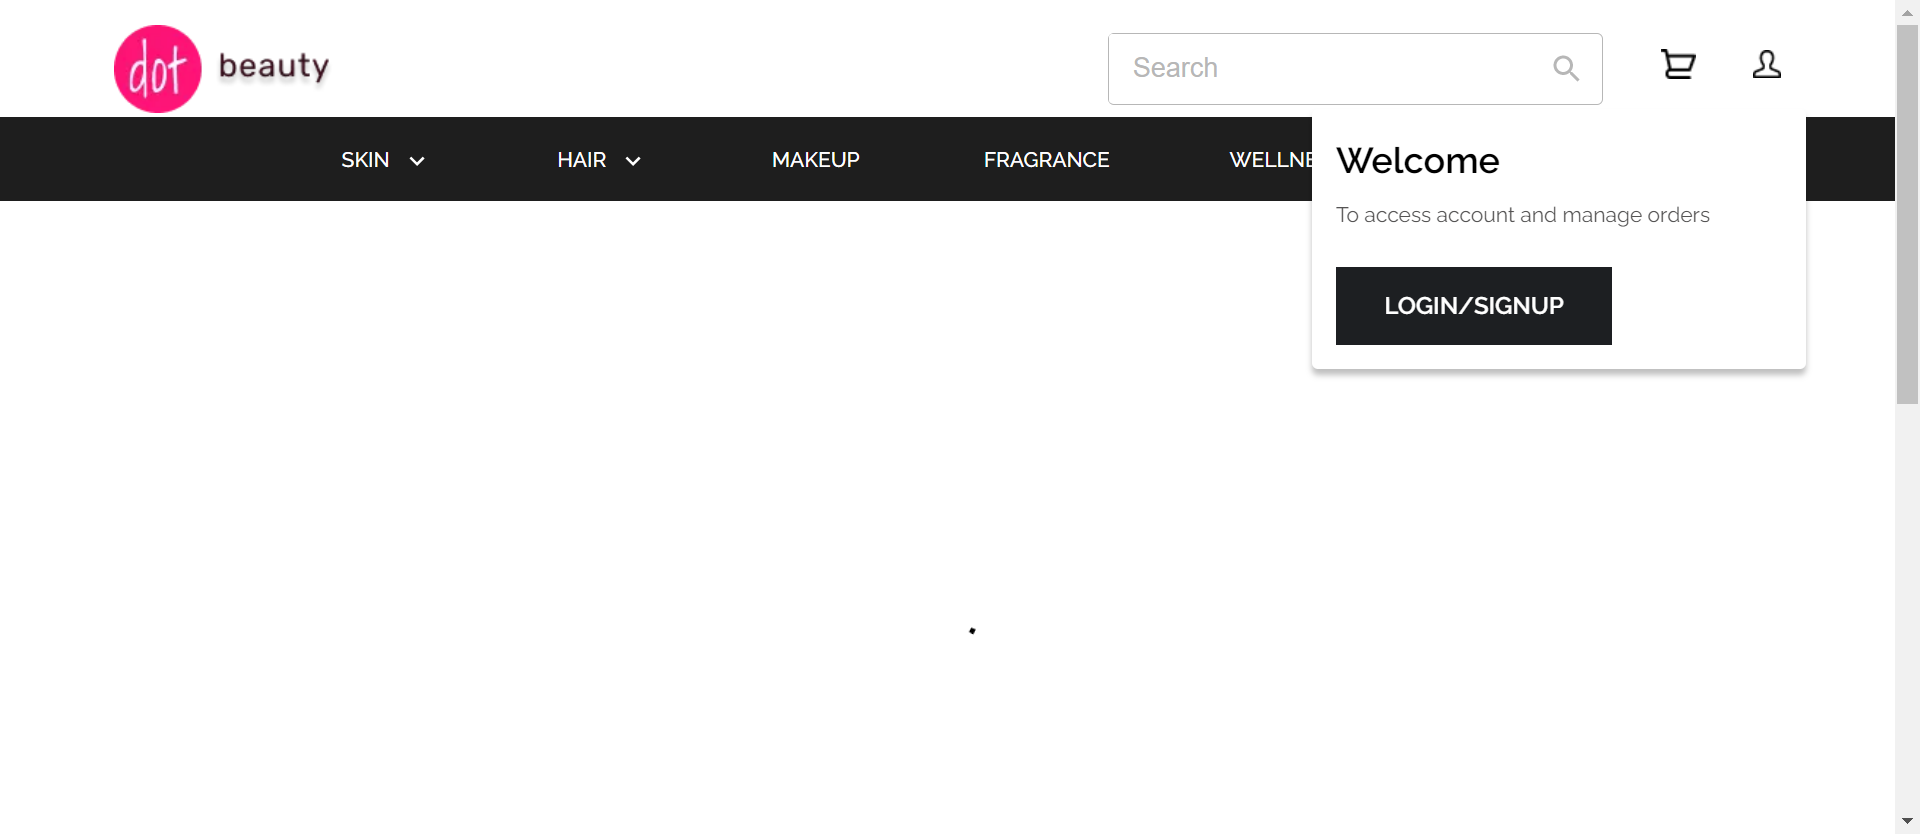 dot beauty
Search
SKIN
HAIR
MAKEUP
FRAGRANCE
WELLNE
Welcome
To access account and manage orders
LOGIN/SIGNUP